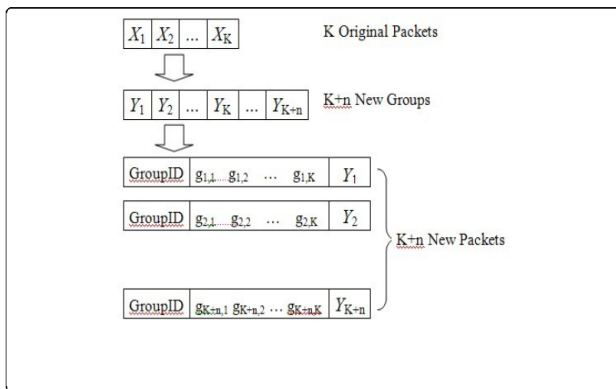 X1 X2 ... XK K Original Packets
Y1 Y2 ... YK ... YK+n K+n New Groups
GroupID g1,1......g1,2 ... g1,K Y1
GroupID g2,1......g2,2 ... g2,K Y2
K+n New Packets
GroupID gK+n,1 gK+n,2 ... gK+n,K YK+n